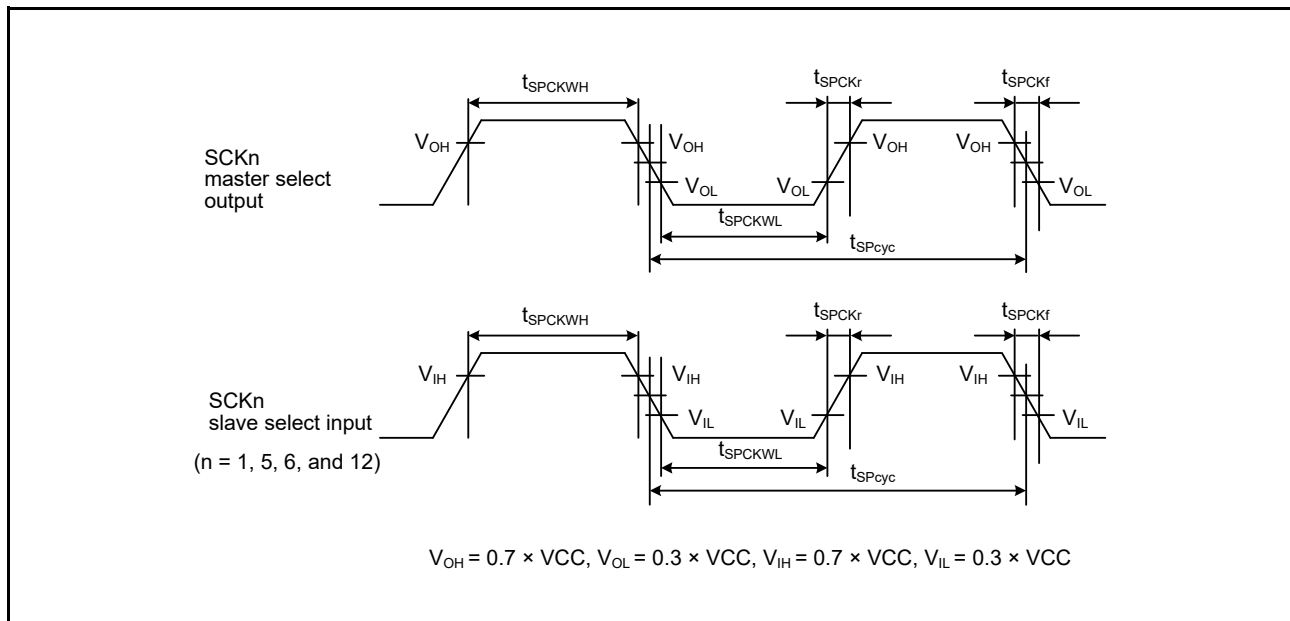 tSPCKWH
tSPCKr
tSPCKf
SCKn
master select
output
VOH
VOH
VOL
VOL
VOH
VOH
VOL
tSPCKWL
tSPcyc
tSPCKWH
tSPCKr
tSPCKf
SCKn
slave select input
(n = 1, 5, 6, and 12)
VIH
VIH
VIL
VIL
VIH
VIH
VIL
tSPCKWL
tSPcyc
VOH = 0.7 × VCC, VOL = 0.3 × VCC, VIH = 0.7 × VCC, VIL = 0.3 × VCC